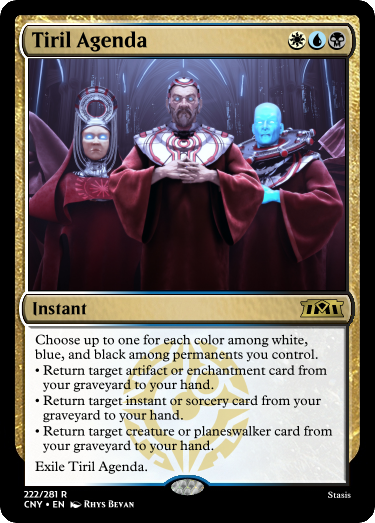 Tiril Agenda
Instant
Choose up to one for each color among white,
blue, and black among permanents you control.
• Return target artifact or enchantment card from
your graveyard to your hand.
• Return target instant or sorcery card from your
graveyard to your hand.
• Return target creature or planeswalker card from
your graveyard to your hand.
Exile Tiril Agenda.
222/281 R
CNY • EN Rhys Bevan
Stasis